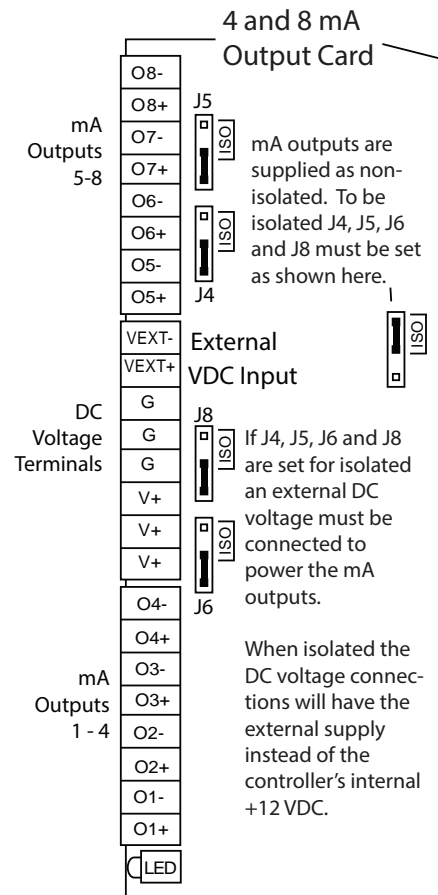 4 and 8 mA
Output Card
O8-
O8+
O7-
O7+
O6-
O6+
O5-
O5+
mA
Outputs
5-8
J5
ISO
ISO
J4
mA outputs are
supplied as non-
isolated. To be
isolated J4, J5, J6
and J8 must be set
as shown here.
ISO
VEXT-
VEXT+
External
VDC Input
G
G
G
V+
V+
V+
DC
Voltage
Terminals
J8
ISO
ISO
J6
If J4, J5, J6 and J8
are set for isolated
an external DC
voltage must be
connected to
power the mA
outputs.
O4-
O4+
O3-
O3+
O2-
O2+
O1-
O1+
mA
Outputs
1 - 4
When isolated the
DC voltage connec-
tions will have the
external supply
instead of the
controller's internal
+12 VDC.
LED